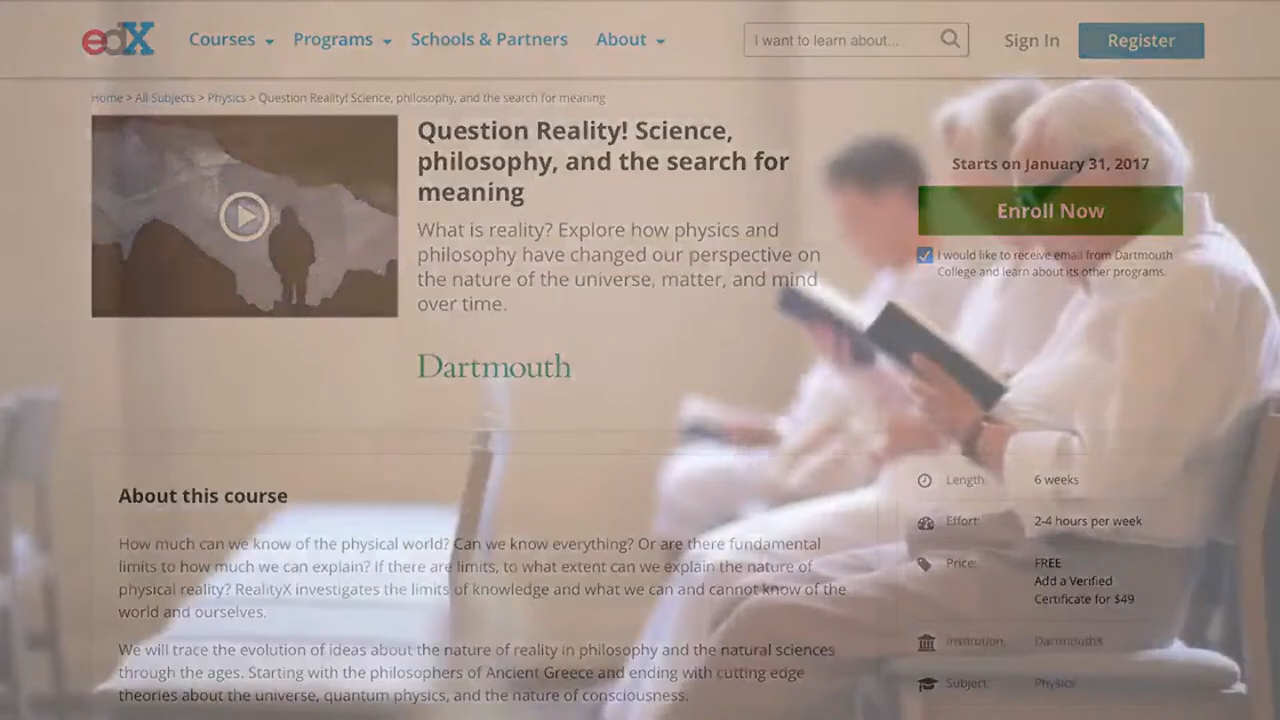 edX
Courses
Programs
Schools & Partners
About
I want to learn about...
Sign In
Register
Home > All Subjects > Physics > Question Reality! Science, philosophy, and the search for meaning
Question Reality! Science,
philosophy, and the search for
meaning
What is reality? Explore how physics and
philosophy have changed our perspective on
the nature of the universe, matter, and mind
over time.
Dartmouth
Starts on January 31, 2017
Enroll Now
I would like to receive email from Dartmouth
College and learn about its other programs.
About this course
How much can we know of the physical world? Can we know everything? Or are there fundamental
limits to how much we can explain? If there are limits, to what extent can we explain the nature of
physical reality? RealityX investigates the limits of knowledge and what we can and cannot know of the
world and ourselves.
We will trace the evolution of ideas about the nature of reality in philosophy and the natural sciences
through the ages. Starting with the philosophers of Ancient Greece and ending with cutting edge
theories about the universe, quantum physics, and the nature of consciousness.
Length: 6 weeks
Effort: 2-4 hours per week
Price: FREE
Add a Verified
Certificate for $49
Institution: DartmouthX
Subject: Physics